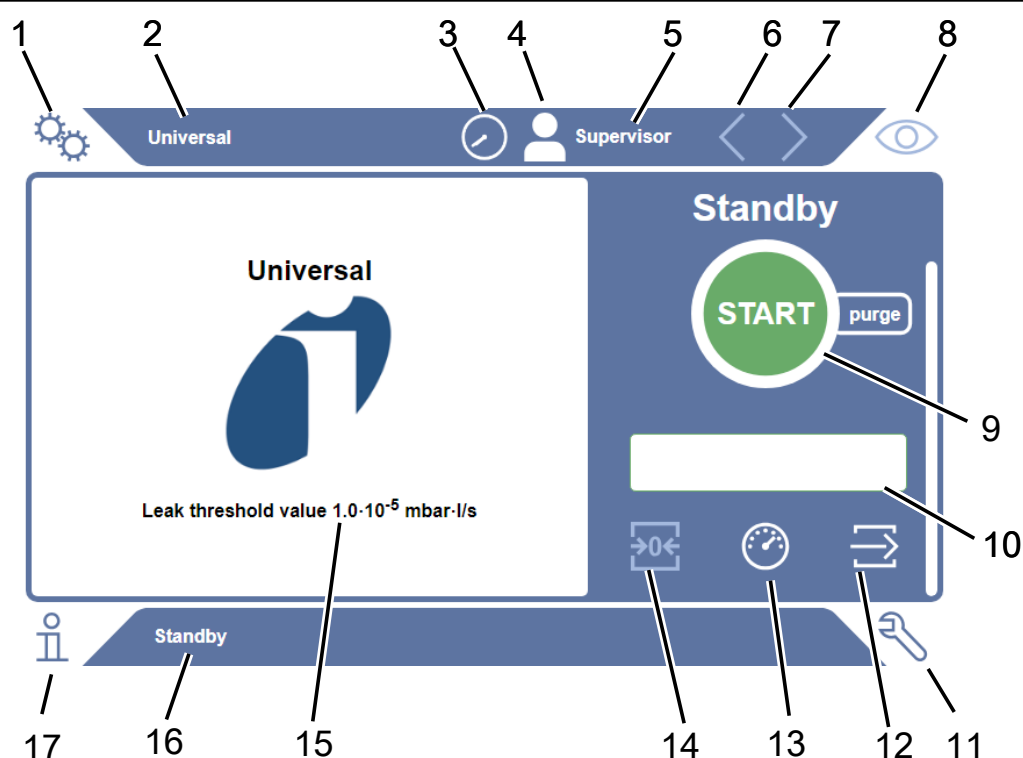 1 2 3 4 5 6 7 8
Universal Supervisor
Standby
Universal
START purge
9
Leak threshold value 1.0·10⁻⁵ mbar·l/s
10
→0←
Standby
17 16 15 14 13 12 11